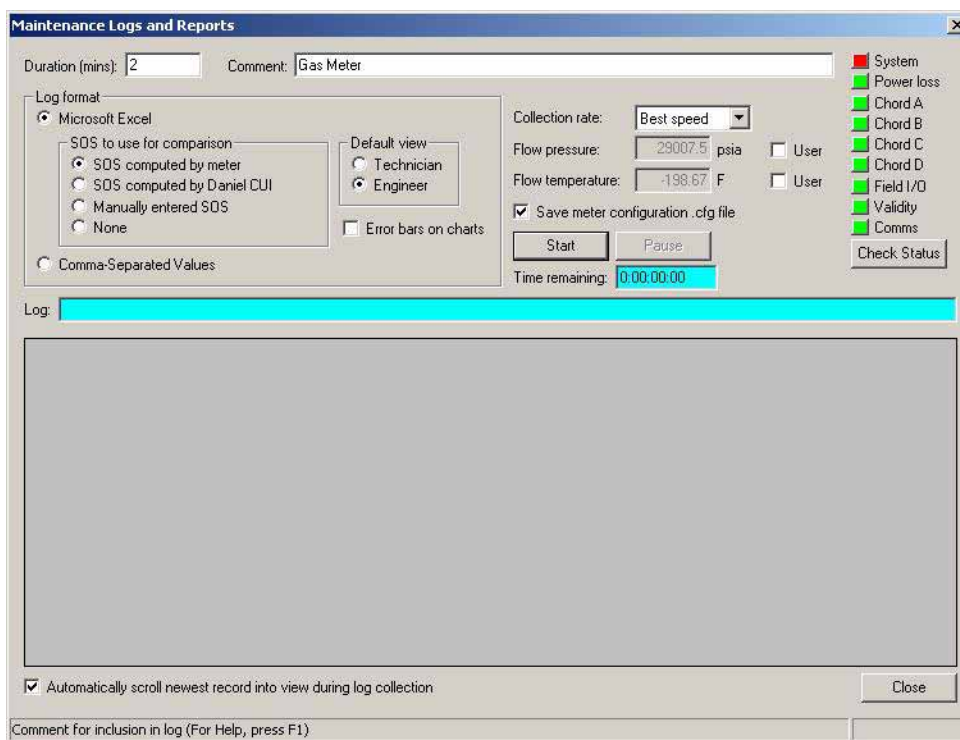 Maintenance Logs and Reports
Duration (mins): 2 Comment: Gas Meter
System
Power loss
Chord A
Chord B
Chord C
Chord D
Field I/O
Validity
Comms
Check Status
Log format
Microsoft Excel
SOS to use for comparison
SOS computed by meter
SOS computed by Daniel CUI
Manually entered SOS
None
Default view
Technician
Engineer
Error bars on charts
Comma-Separated Values
Collection rate: Best speed
Flow pressure: 29007.5 psia User
Flow temperature: -198.67 F User
Save meter configuration .cfg file
Start Pause
Time remaining: 0:00:00:00
Log:
Automatically scroll newest record into view during log collection
Close
Comment for inclusion in log (For Help, press F1)